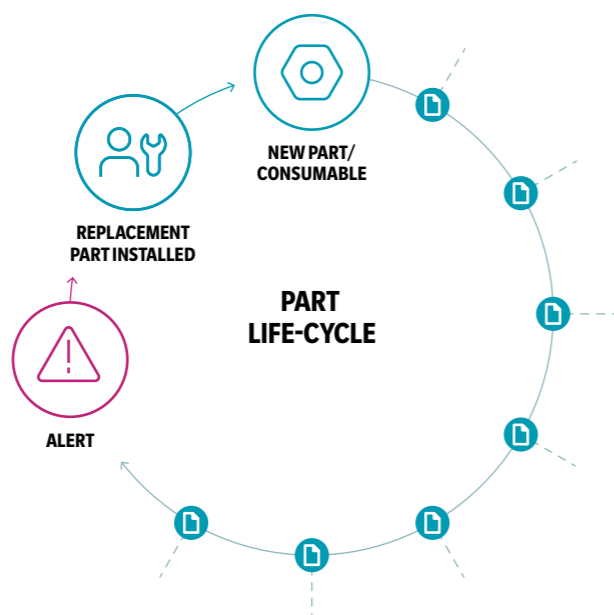 NEW PART/
CONSUMABLE
REPLACEMENT
PART INSTALLED
PART
LIFE-CYCLE
ALERT